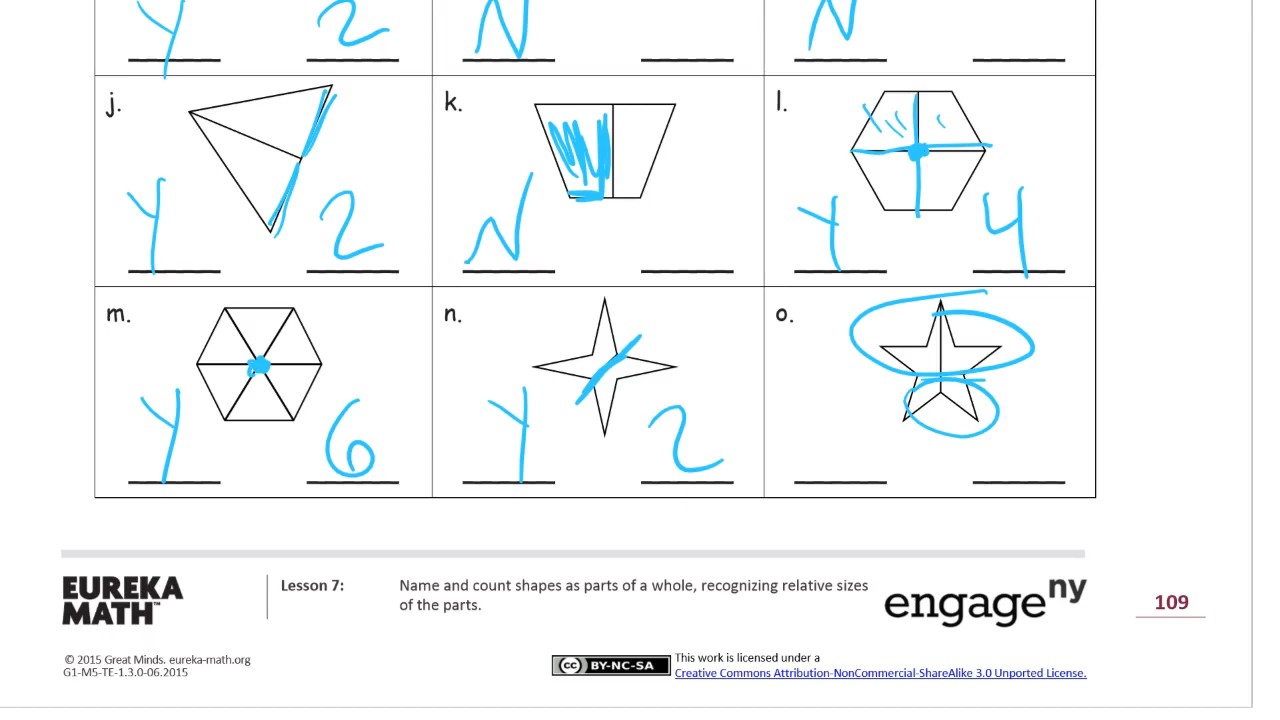 Y 2 N N
j. k. l.
Y 2 N Y 4
m. n. o.
Y 6 Y 2
EUREKA
MATH™
Lesson 7:
Name and count shapes as parts of a whole, recognizing relative sizes
of the parts.
engage ny
109
© 2015 Great Minds. eureka-math.org
G1-M5-TE-1.3.0-06.2015
cc BY-NC-SA
This work is licensed under a
Creative Commons Attribution-NonCommercial-ShareAlike 3.0 Unported License.